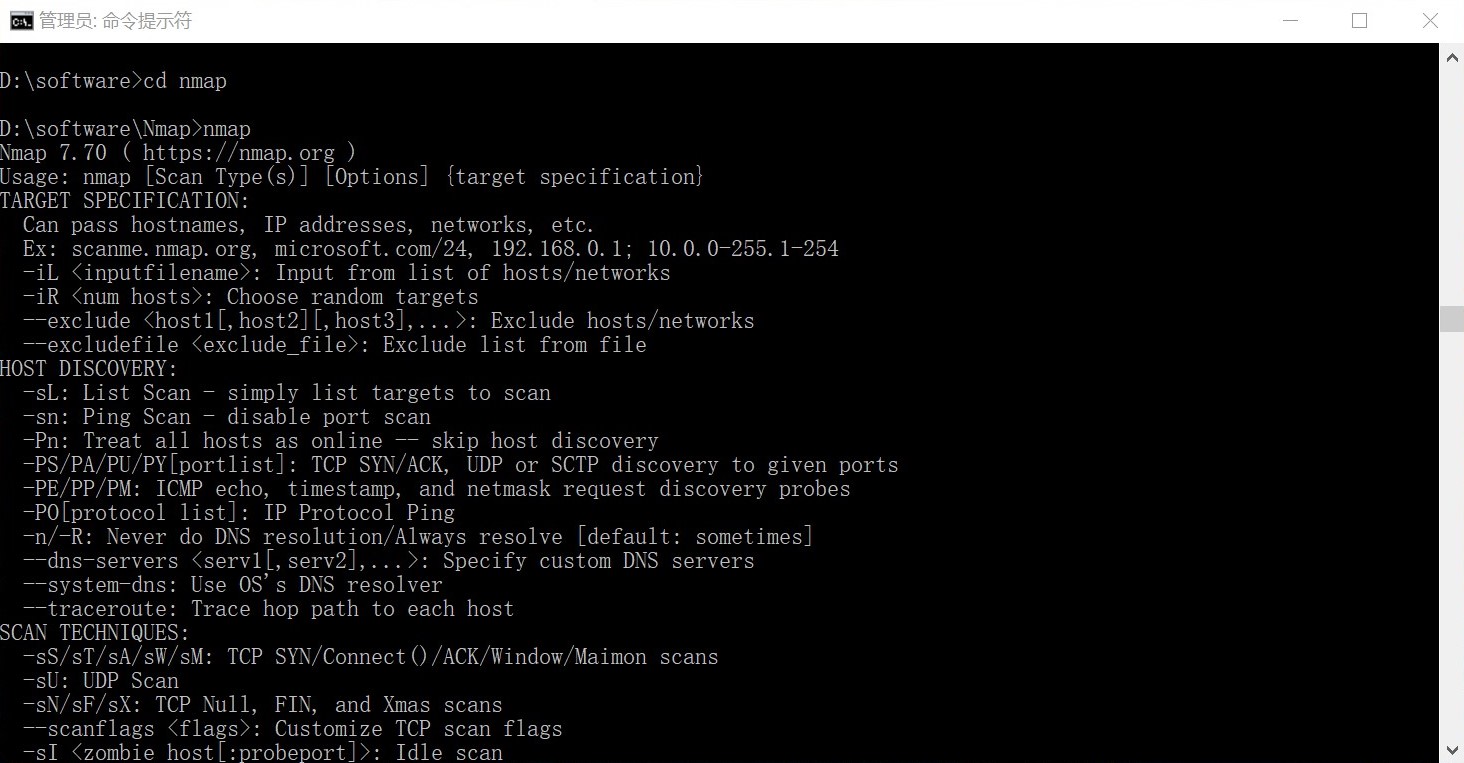 管理员: 命令提示符
D:\software>cd nmap
D:\software\Nmap>nmap
Nmap 7.70 ( https://nmap.org )
Usage: nmap [Scan Type(s)] [Options] {target specification}
TARGET SPECIFICATION:
  Can pass hostnames, IP addresses, networks, etc.
  Ex: scanme.nmap.org, microsoft.com/24, 192.168.0.1; 10.0.0-255.1-254
  -iL <inputfilename>: Input from list of hosts/networks
  -iR <num hosts>: Choose random targets
  --exclude <host1[,host2][,host3],...>: Exclude hosts/networks
  --excludefile <exclude_file>: Exclude list from file
HOST DISCOVERY:
  -sL: List Scan - simply list targets to scan
  -sn: Ping Scan - disable port scan
  -Pn: Treat all hosts as online -- skip host discovery
  -PS/PA/PU/PY[portlist]: TCP SYN/ACK, UDP or SCTP discovery to given ports
  -PE/PP/PM: ICMP echo, timestamp, and netmask request discovery probes
  -PO[protocol list]: IP Protocol Ping
  -n/-R: Never do DNS resolution/Always resolve [default: sometimes]
  --dns-servers <serv1[,serv2],...>: Specify custom DNS servers
  --system-dns: Use OS's DNS resolver
  --traceroute: Trace hop path to each host
SCAN TECHNIQUES:
  -sS/sT/sA/sW/sM: TCP SYN/Connect()/ACK/Window/Maimon scans
  -sU: UDP Scan
  -sN/sF/sX: TCP Null, FIN, and Xmas scans
  --scanflags <flags>: Customize TCP scan flags
  -sI <zombie host[:probeport]>: Idle scan